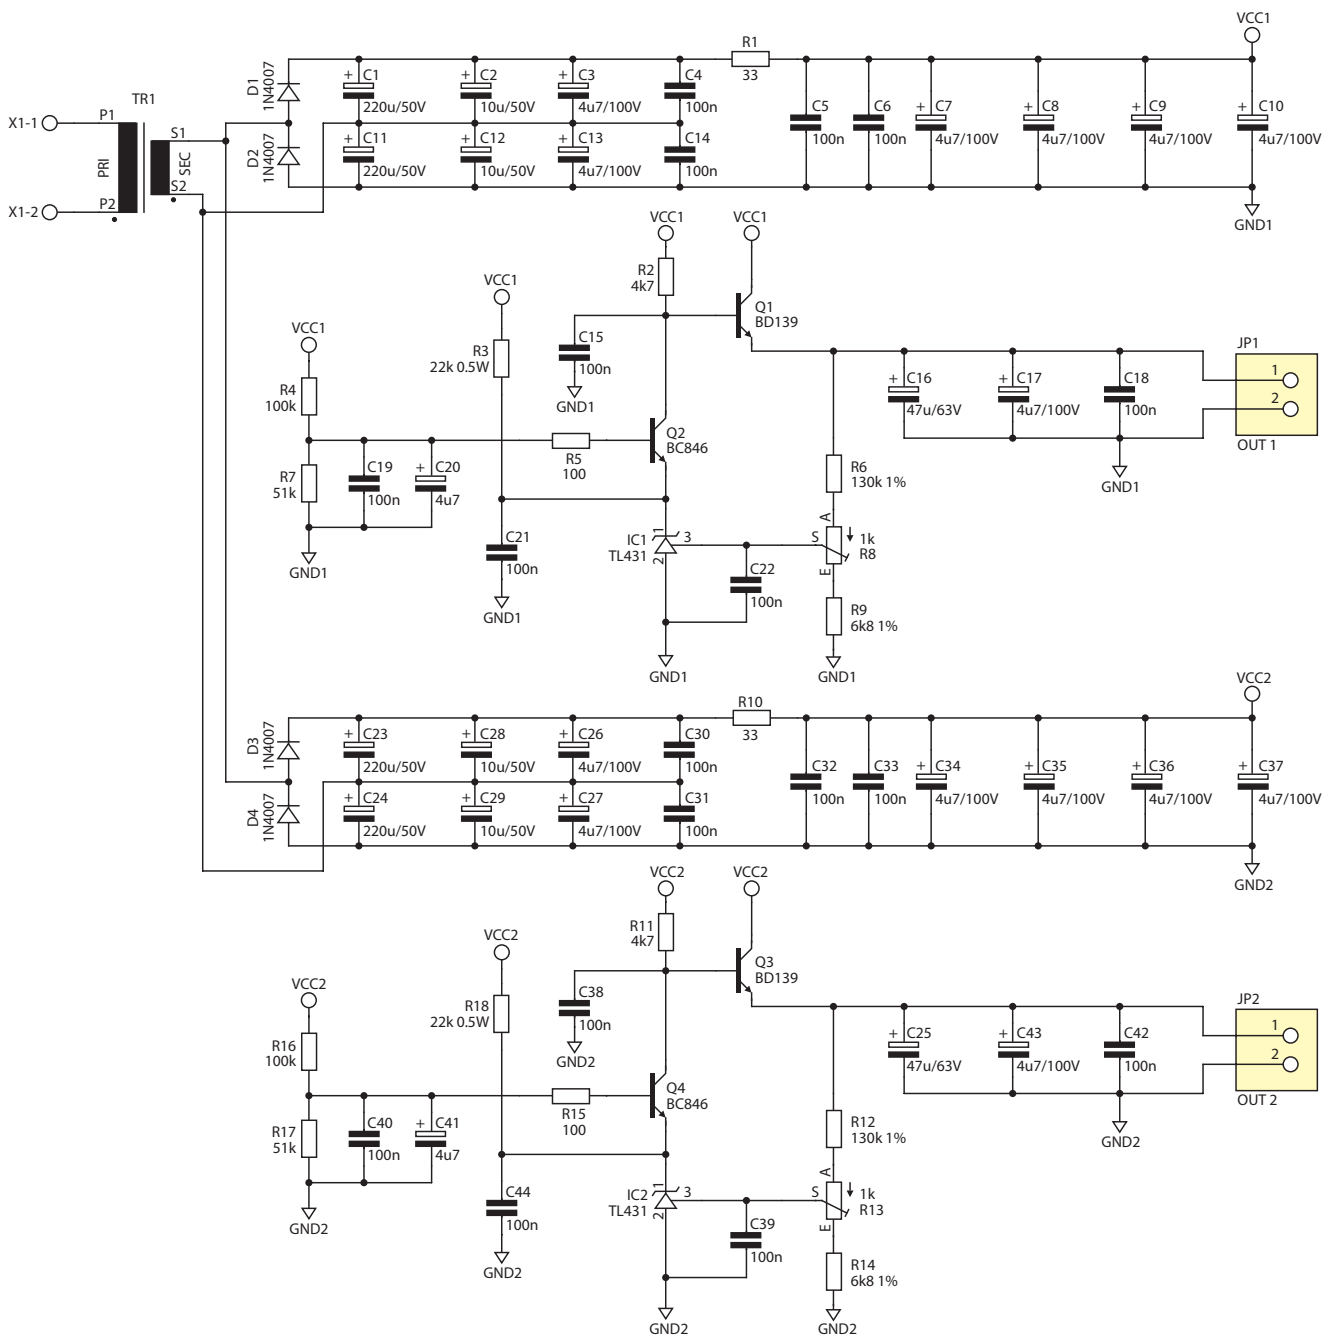 VCC1
R1
33
D1
1N4007
+ C1
220u/50V
+ C2
10u/50V
+ C3
4u7/100V
C4
100n
TR1
X1-1
P1
S1
PRI
SEC
S2
X1-2
P2
D2
1N4007
+ C11
220u/50V
+ C12
10u/50V
+ C13
4u7/100V
C14
100n
C5
100n
C6
100n
+ C7
4u7/100V
+ C8
4u7/100V
+ C9
4u7/100V
+ C10
4u7/100V
GND1
VCC1
VCC1
R2
4k7
Q1
BD139
VCC1
R3
22k 0.5W
C15
100n
GND1
VCC1
R4
100k
Q2
BC846
R5
100
R7
51k
C19
100n
+ C20
4u7
GND1
+ C16
47u/63V
+ C17
4u7/100V
C18
100n
GND1
JP1
1
2
OUT 1
R6
130k 1%
A
S
1k
R8
E
R9
6k8 1%
GND1
C21
100n
GND1
IC1
TL431
1
2
3
C22
100n
GND1
VCC2
R10
33
D3
1N4007
+ C23
220u/50V
+ C28
10u/50V
+ C26
4u7/100V
C30
100n
D4
1N4007
+ C24
220u/50V
+ C29
10u/50V
+ C27
4u7/100V
C31
100n
C32
100n
C33
100n
+ C34
4u7/100V
+ C35
4u7/100V
+ C36
4u7/100V
+ C37
4u7/100V
GND2
VCC2
VCC2
R11
4k7
Q3
BD139
VCC2
R18
22k 0.5W
C38
100n
GND2
VCC2
R16
100k
Q4
BC846
R15
100
R17
51k
C40
100n
+ C41
4u7
GND2
+ C25
47u/63V
+ C43
4u7/100V
C42
100n
GND2
JP2
1
2
OUT 2
R12
130k 1%
A
S
1k
R13
E
R14
6k8 1%
GND2
C44
100n
GND2
IC2
TL431
1
2
3
C39
100n
GND2